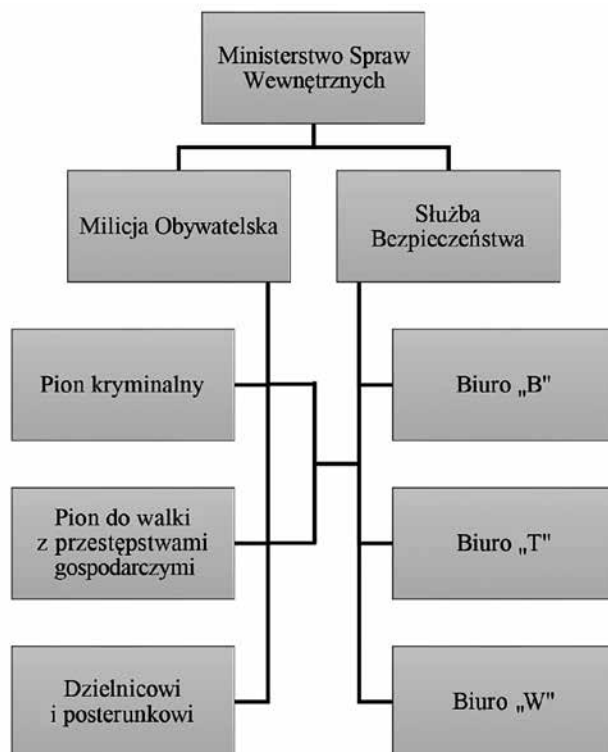 Ministerstwo Spraw
Wewnętrznych
Milicja Obywatelska
Służba
Bezpieczeństwa
Pion kryminalny
Biuro „B"
Pion do walki
z przestępstwami
gospodarczymi
Biuro „T"
Dzielnicowi
i posterunkowi
Biuro „W"